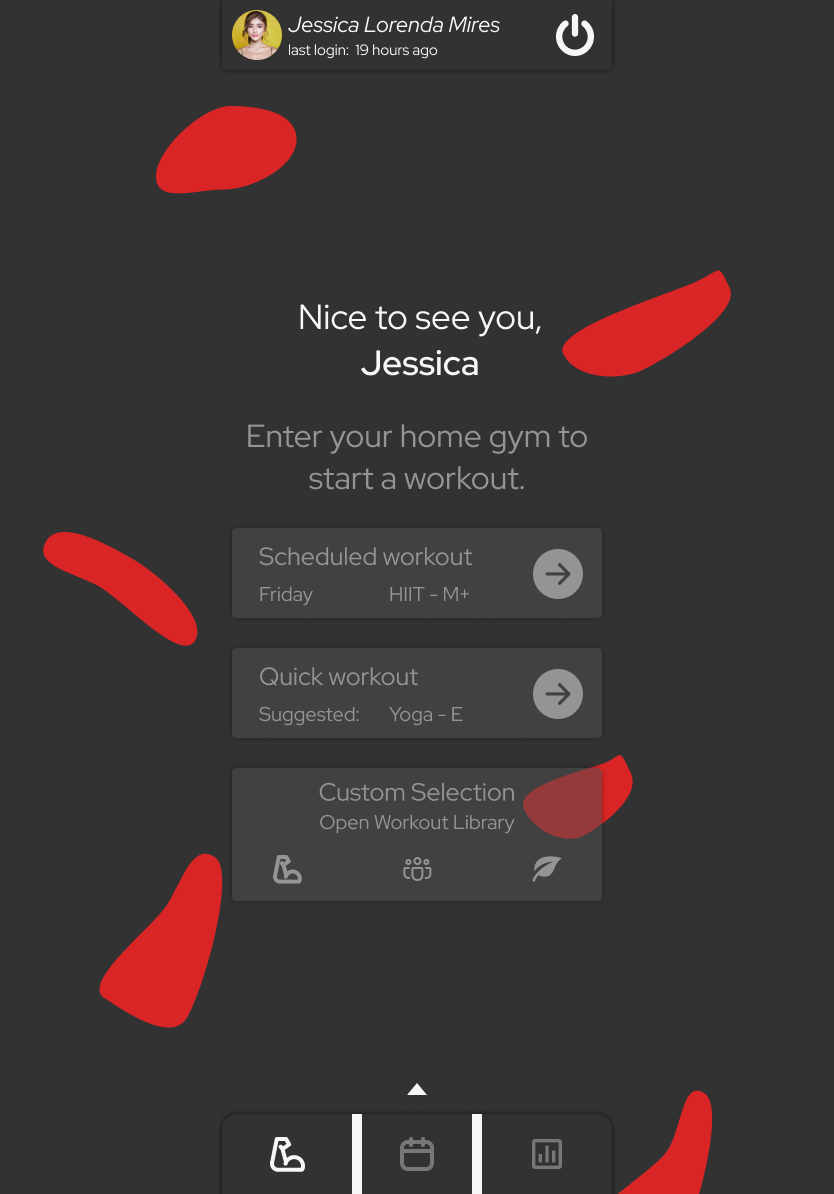 Jessica Lorenda Mires
last login: 19 hours ago
Nice to see you,
Jessica
Enter your home gym to
start a workout.
Scheduled workout
Friday HIIT - M+
Quick workout
Suggested: Yoga - E
Custom Selection
Open Workout Library